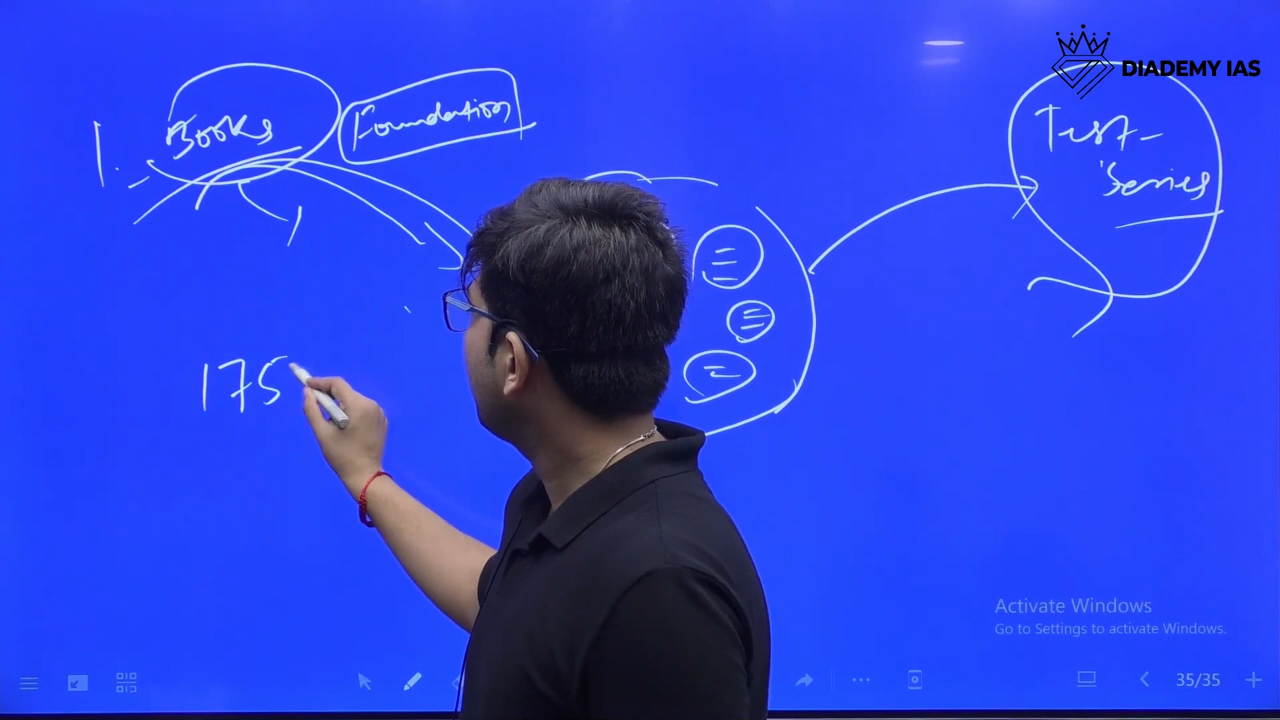 DIADEMY IAS
1. Books Foundation
Test-
Series
175
Activate Windows
Go to Settings to activate Windows.
35/35